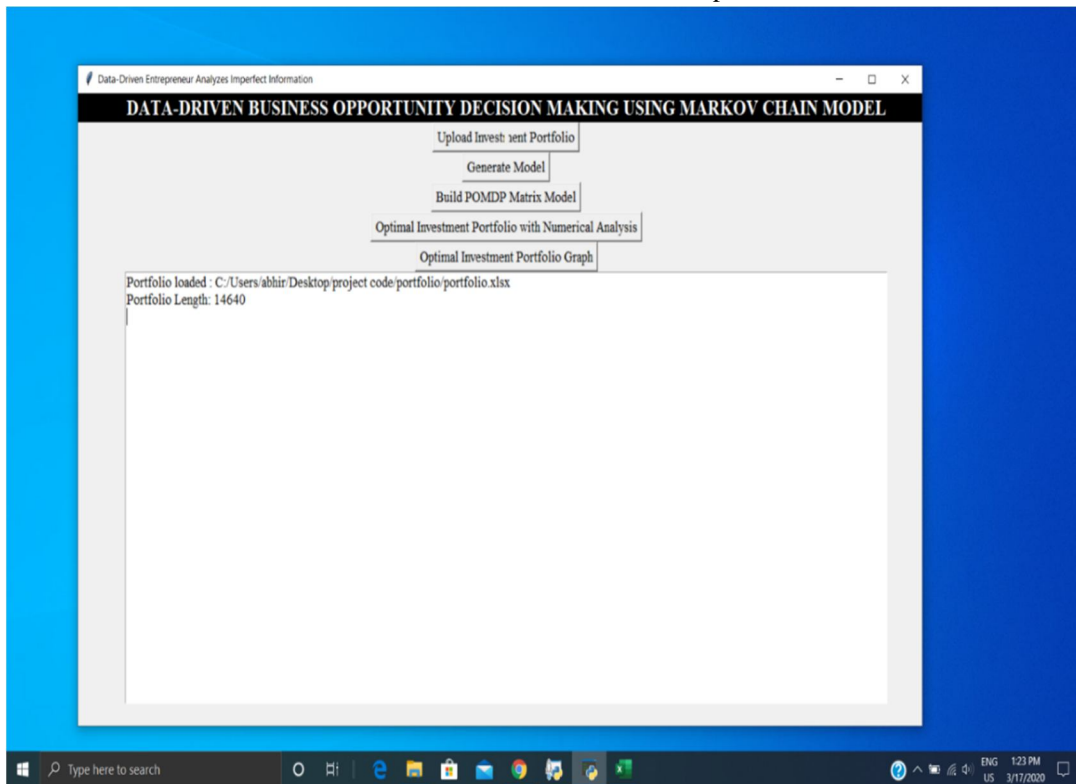 Data-Driven Entrepreneur Analyzes Imperfect Information
DATA-DRIVEN BUSINESS OPPORTUNITY DECISION MAKING USING MARKOV CHAIN MODEL
Upload Investment Portfolio
Generate Model
Build POMDP Matrix Model
Optimal Investment Portfolio with Numerical Analysis
Optimal Investment Portfolio Graph
Portfolio loaded : C:/Users/abhir/Desktop/project code/portfolio/portfolio.xlsx
Portfolio Length: 14640
Type here to search
ENG 1:23 PM
US 3/17/2020